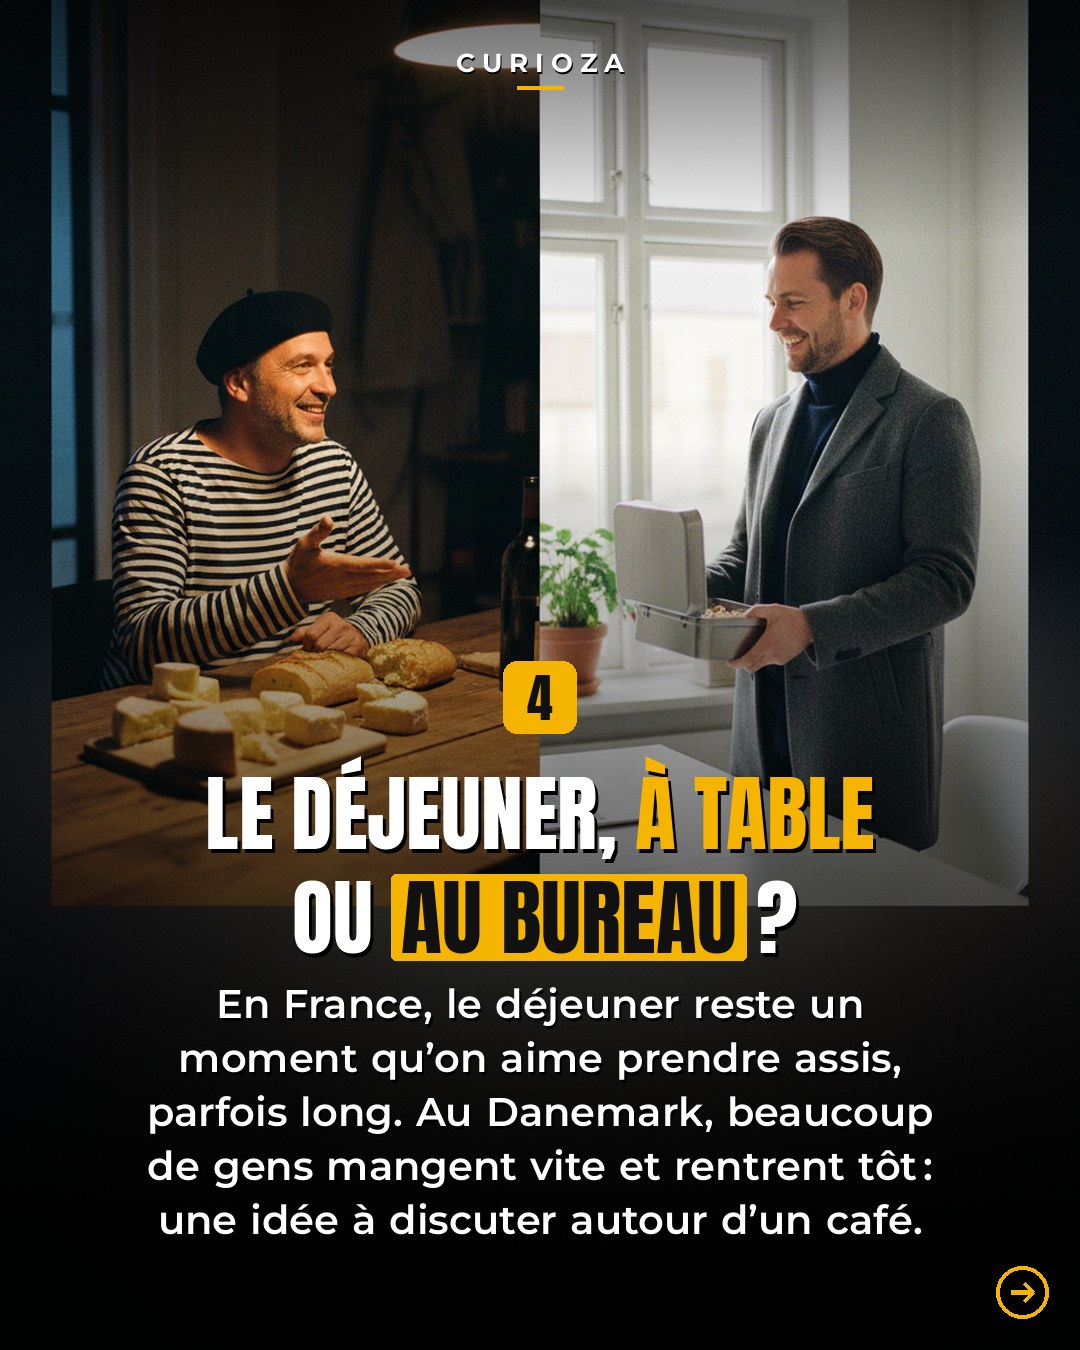 CURIOZA
4
LE DÉJEUNER, À TABLE
OU AU BUREAU ?
En France, le déjeuner reste un
moment qu’on aime prendre assis,
parfois long. Au Danemark, beaucoup
de gens mangent vite et rentrent tôt :
une idée à discuter autour d’un café.